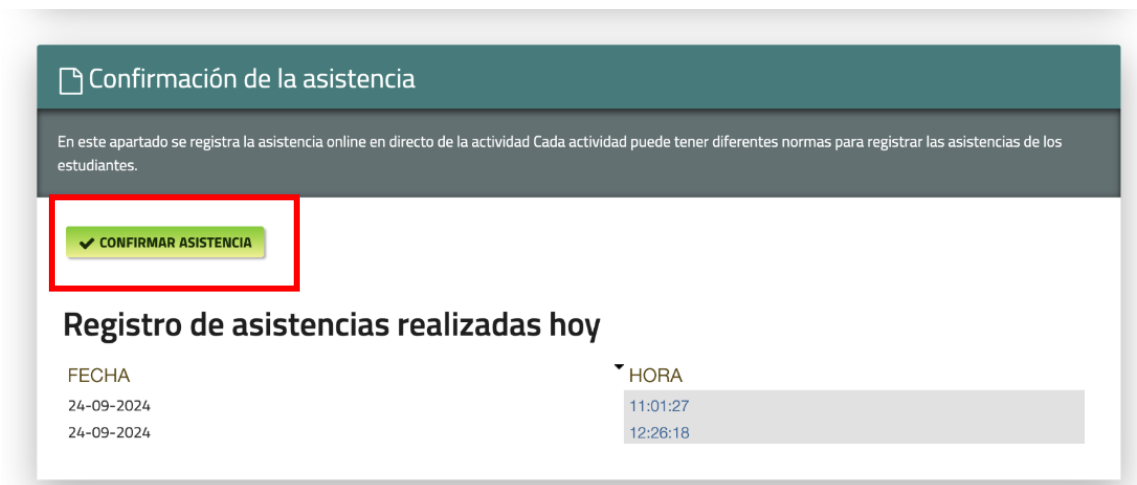 Confirmación de la asistencia
En este apartado se registra la asistencia online en directo de la actividad Cada actividad puede tener diferentes normas para registrar las asistencias de los
estudiantes.
CONFIRMAR ASISTENCIA
Registro de asistencias realizadas hoy
FECHA HORA
24-09-2024 11:01:27
24-09-2024 12:26:18